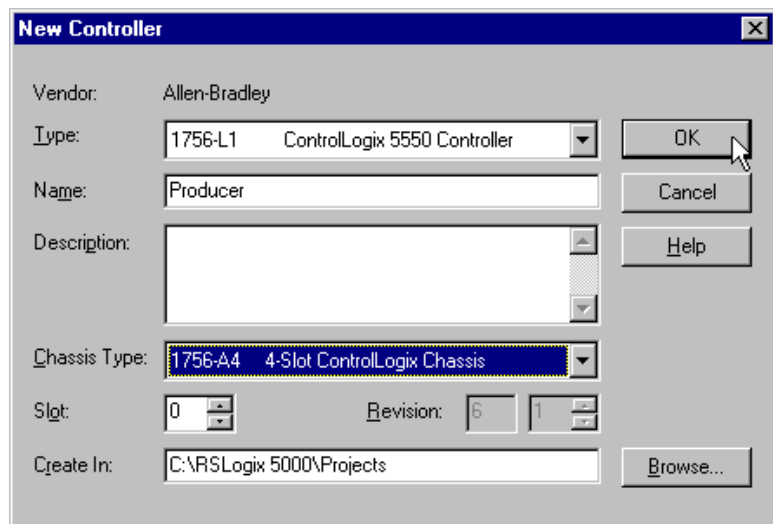 New Controller
Vendor: Allen-Bradley
Type: 1756-L1 ControlLogix 5550 Controller OK
Name: Producer Cancel
Description: Help
Chassis Type: 1756-A4 4-Slot ControlLogix Chassis
Slot: 0 Revision: 6 1
Create In: C:\RSLogix 5000\Projects Browse...